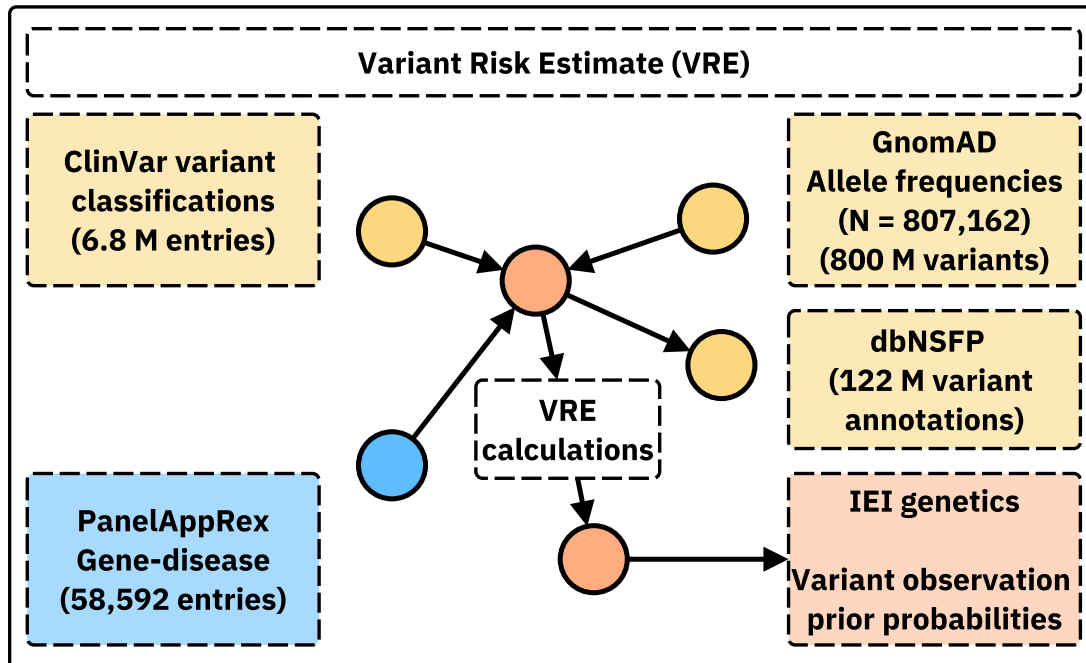 Variant Risk Estimate (VRE)
ClinVar variant
classifications
(6.8 M entries)
GnomAD
Allele frequencies
(N = 807,162)
(800 M variants)
dbNSFP
(122 M variant
annotations)
VRE
calculations
PanelAppRex
Gene-disease
(58,592 entries)
IEI genetics
Variant observation
prior probabilities